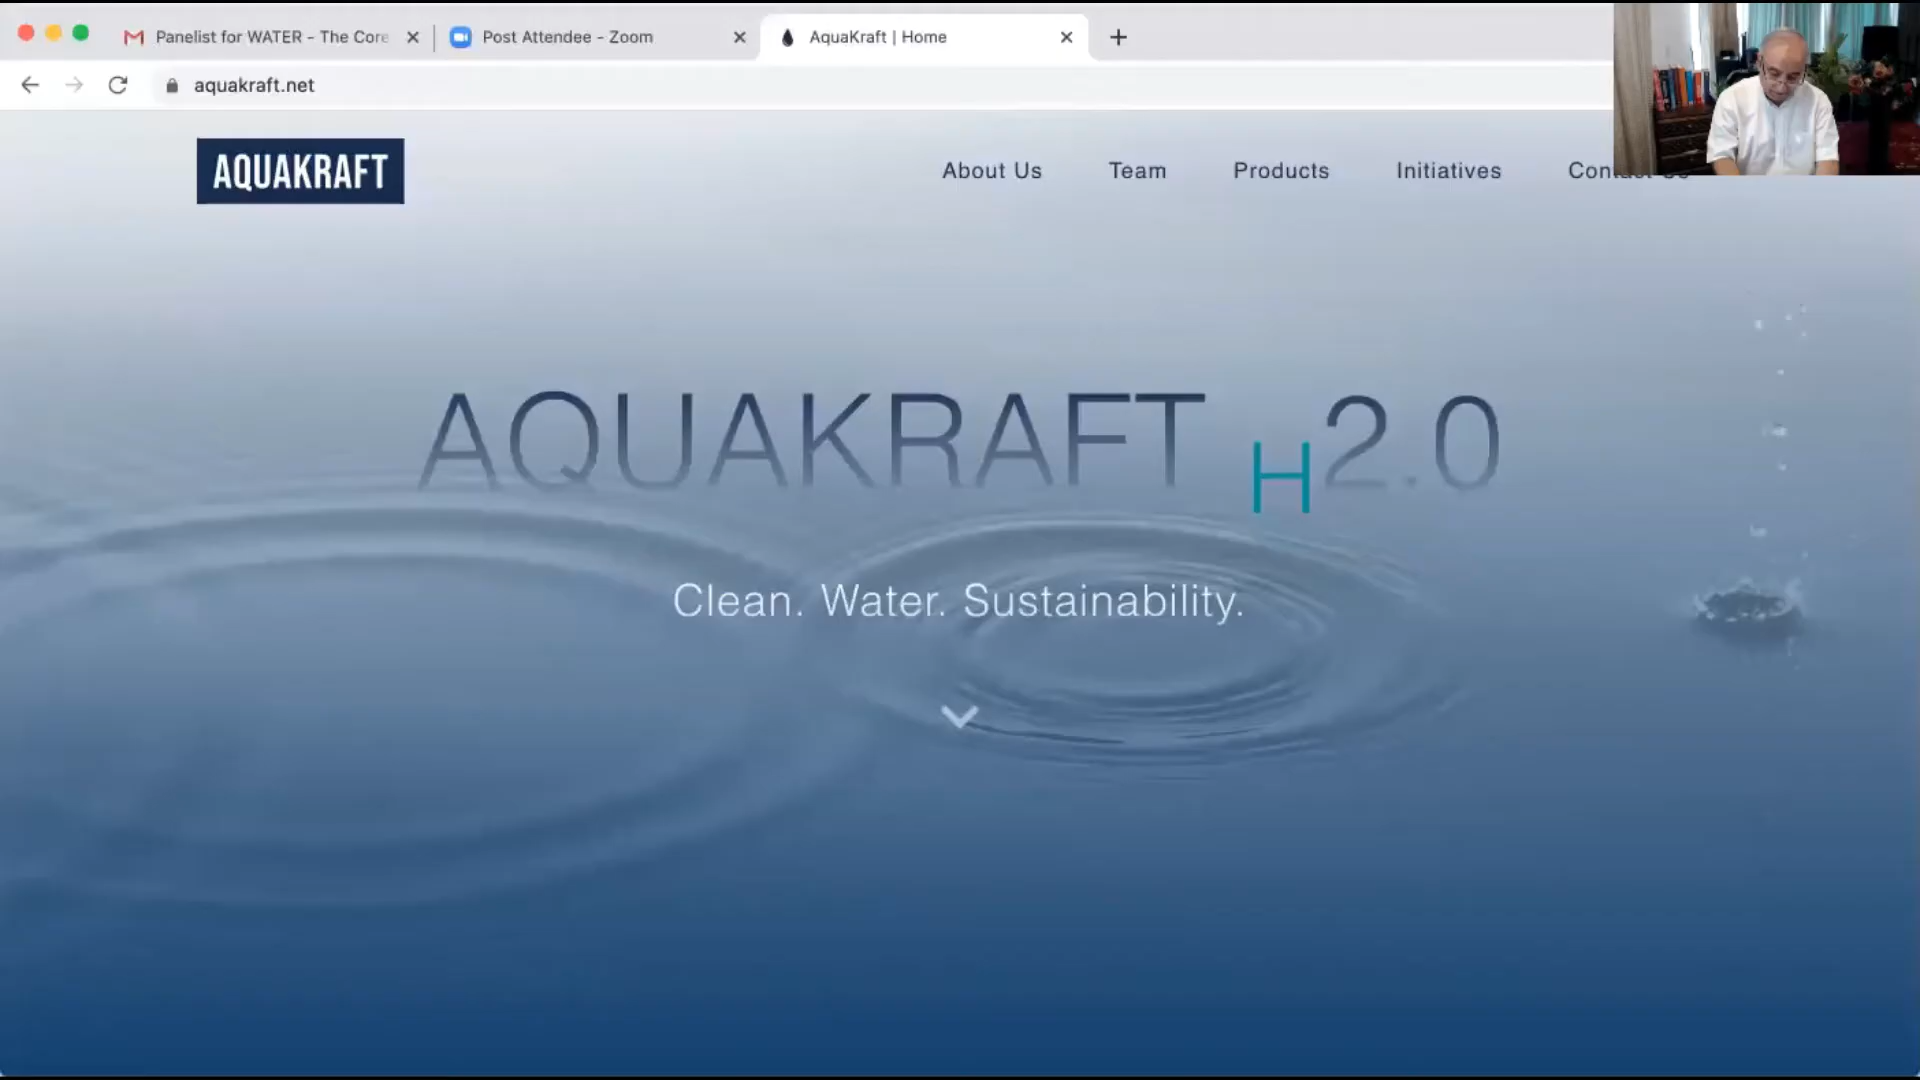 Panelist for WATER - The Core
Post Attendee - Zoom
AquaKraft | Home
aquakraft.net
AQUAKRAFT
About Us
Team
Products
Initiatives
AQUAKRAFT H2.0
Clean. Water. Sustainability.